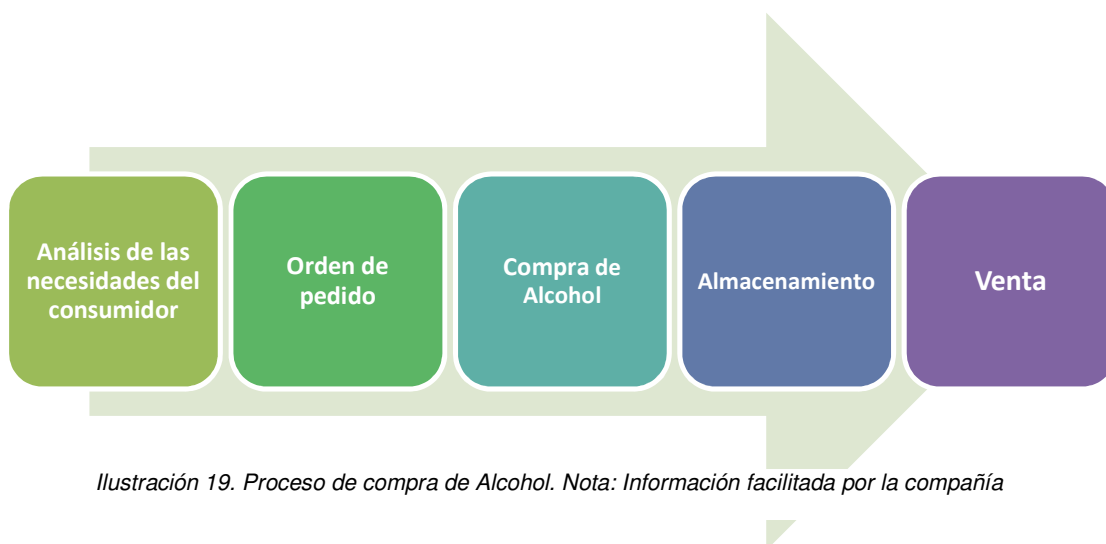 Análisis de las
necesidades del
consumidor
Orden de
pedido
Compra de
Alcohol
Almacenamiento
Venta
Ilustración 19. Proceso de compra de Alcohol. Nota: Información facilitada por la compañía